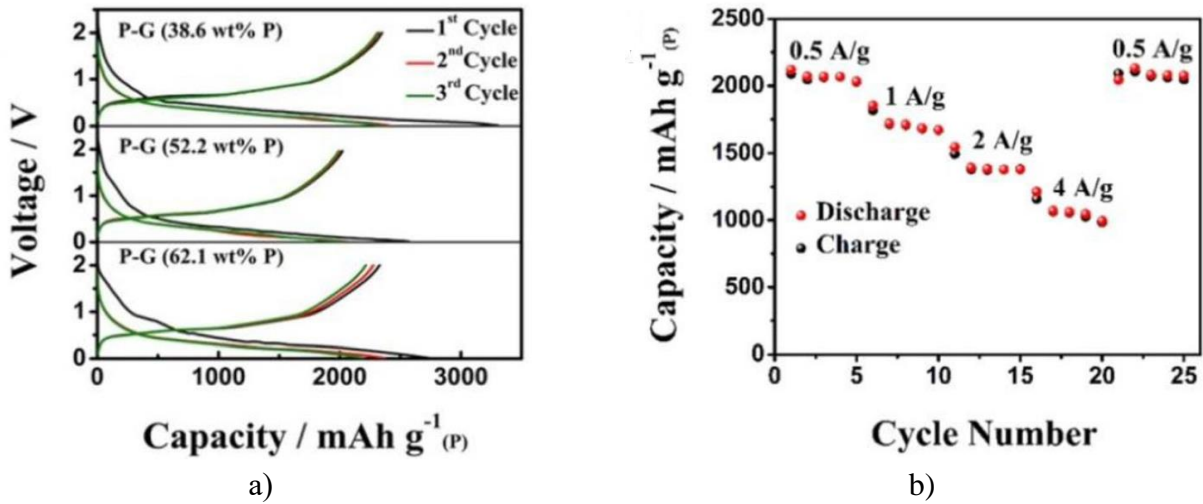 P-G (38.6 wt% P)
1st Cycle
2nd Cycle
3rd Cycle
P-G (52.2 wt% P)
P-G (62.1 wt% P)
2
1
0
2
1
0
2
1
0
Voltage / V
0 1000 2000 3000
Capacity / mAh g-1(P)
a)
2500
2000
1500
1000
500
0
Capacity / mAh g-1(P)
0.5 A/g
1 A/g
2 A/g
4 A/g
0.5 A/g
Discharge
Charge
0 5 10 15 20 25
Cycle Number
b)